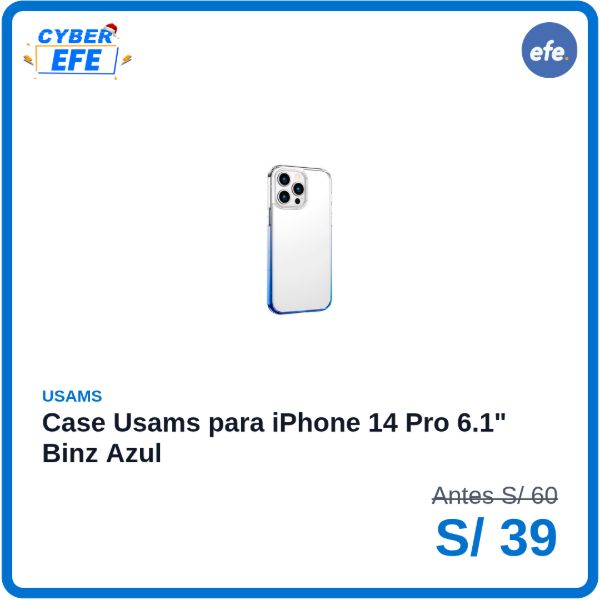 CYBER
EFE
efe.
USAMS
Case Usams para iPhone 14 Pro 6.1"
Binz Azul
Antes S/ 60
S/ 39